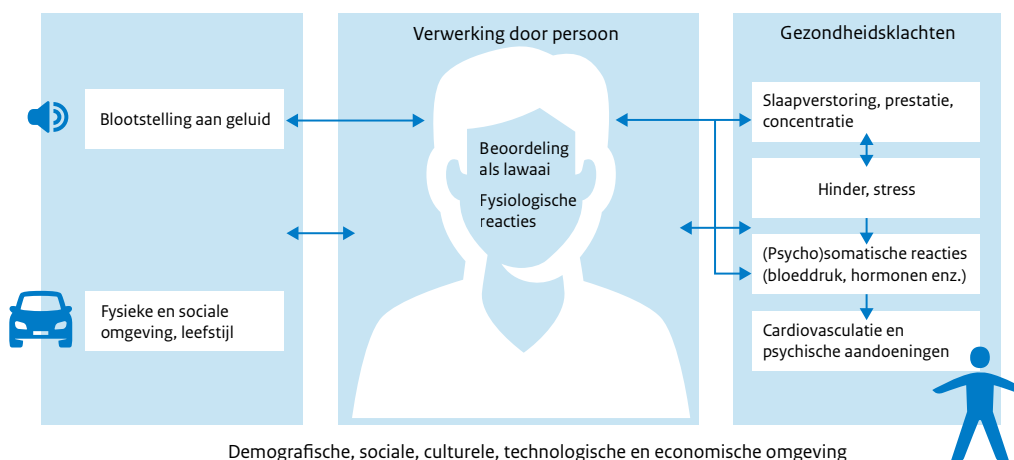 Verwerking door persoon
Gezondheidsklachten
Blootstelling aan geluid
Fysieke en sociale
omgeving, leefstijl
Beoordeling
als lawaai
Fysiologische
reacties
Slaapverstoring, prestatie,
concentratie
Hinder, stress
(Psycho)somatische reacties
(bloeddruk, hormonen enz.)
Cardiovasculatie en
psychische aandoeningen
Demografische, sociale, culturele, technologische en economische omgeving